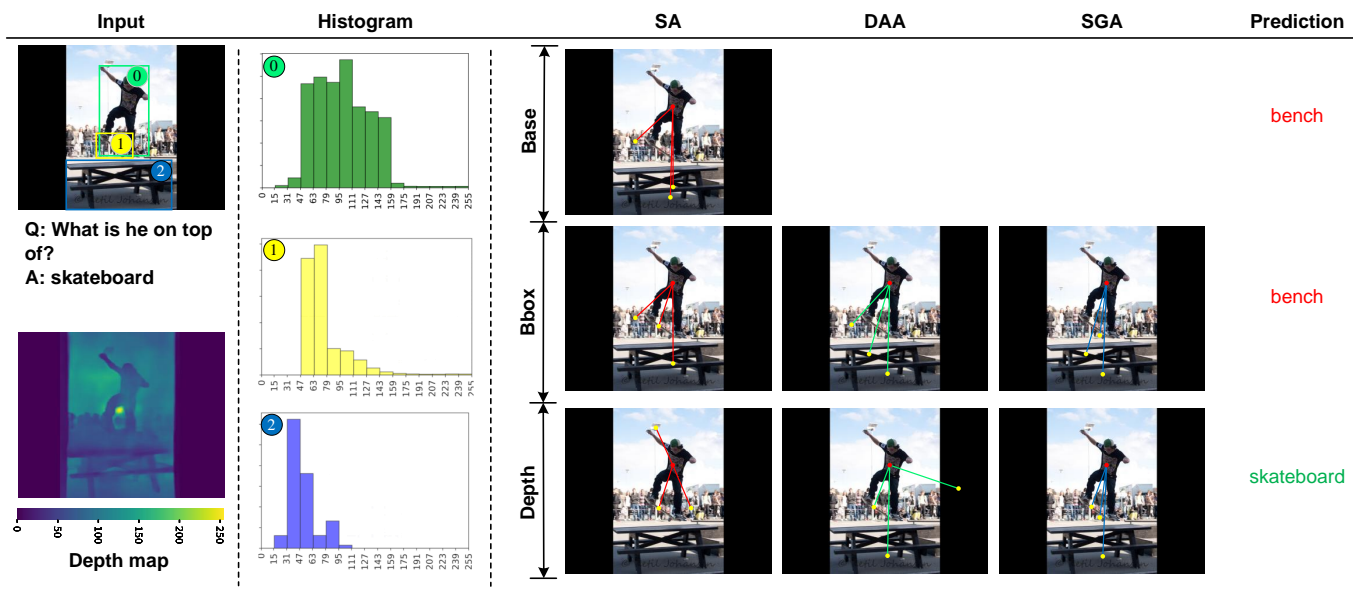 Input
Histogram
SA
DAA
SGA
Prediction
0
1
2
Q: What is he on top
of?
A: skateboard
0
50
100
150
200
250
Depth map
0
0 15 31 47 63 79 95 111 127 143 159 175 191 207 223 239 255
1
0 15 31 47 63 79 95 111 127 143 159 175 191 207 223 239 255
2
0 15 31 47 63 79 95 111 127 143 159 175 191 207 223 239 255
Base
bench
Bbox
bench
Depth
skateboard